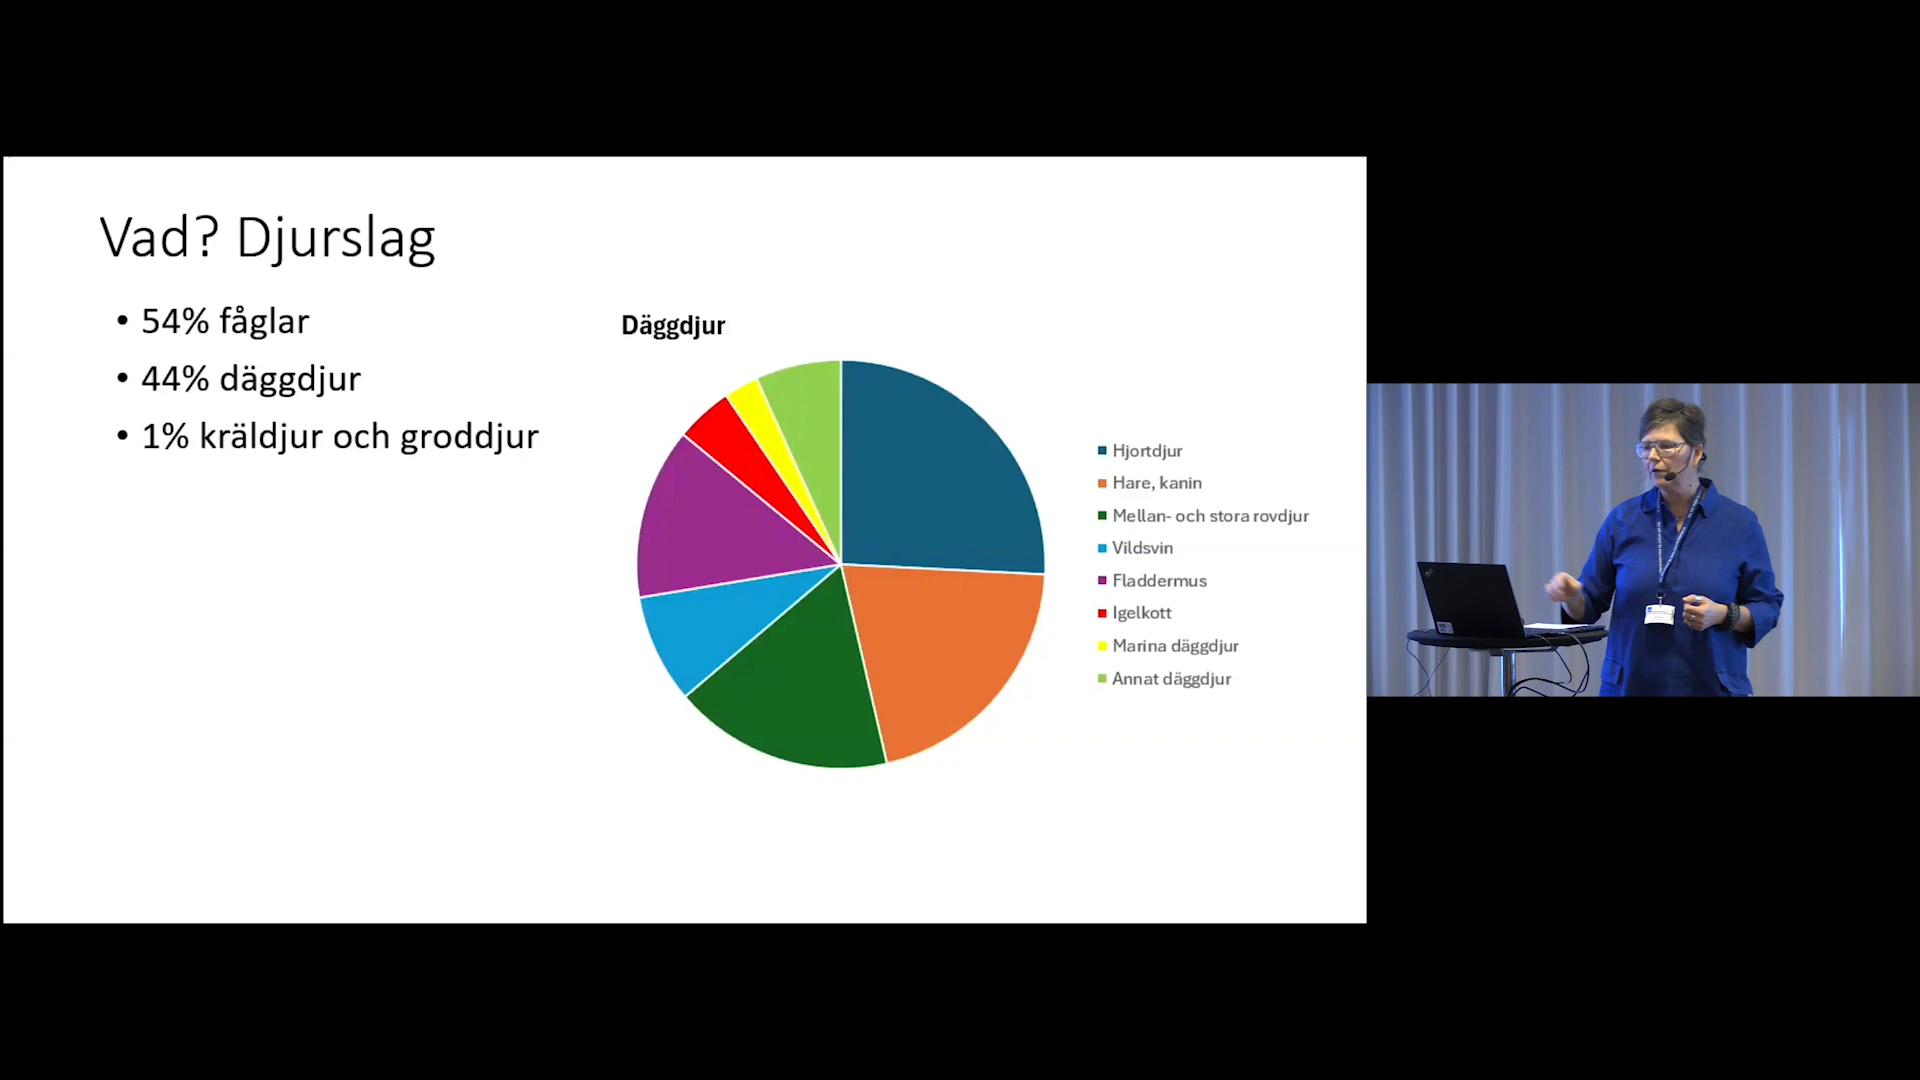 Vad? Djurslag
• 54% fåglar
• 44% däggdjur
• 1% kräldjur och groddjur
Däggdjur
Hjortdjur
Hare, kanin
Mellan- och stora rovdjur
Vildsvin
Fladdermus
Igelkott
Marina däggdjur
Annat däggdjur